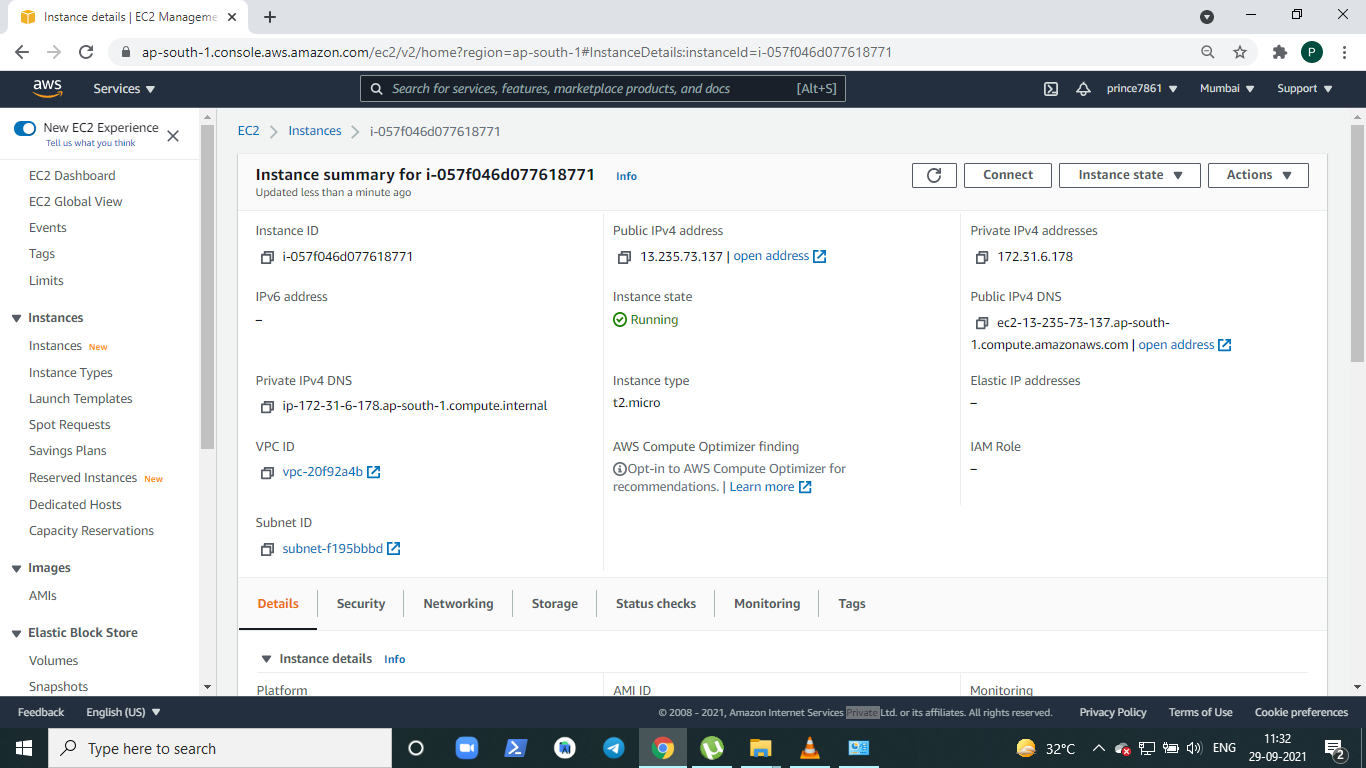 Instance details | EC2 Manageme
ap-south-1.console.aws.amazon.com/ec2/v2/home?region=ap-south-1#InstanceDetails:instanceId=i-057f046d077618771
P
aws Services Search for services, features, marketplace products, and docs [Alt+S] prince7861 Mumbai Support
New EC2 Experience
Tell us what you think
EC2 Dashboard
EC2 Global View
Events
Tags
Limits
Instances
Instances New
Instance Types
Launch Templates
Spot Requests
Savings Plans
Reserved Instances New
Dedicated Hosts
Capacity Reservations
Images
AMIs
Elastic Block Store
Volumes
Snapshots
EC2 Instances i-057f046d077618771
Instance summary for i-057f046d077618771 Info
Updated less than a minute ago
Connect Instance state Actions
Instance ID
i-057f046d077618771
Public IPv4 address
13.235.73.137 | open address
Private IPv4 addresses
172.31.6.178
IPv6 address
–
Instance state
Running
Public IPv4 DNS
ec2-13-235-73-137.ap-south-
1.compute.amazonaws.com | open address
Private IPv4 DNS
ip-172-31-6-178.ap-south-1.compute.internal
Instance type
t2.micro
Elastic IP addresses
–
VPC ID
vpc-20f92a4b
AWS Compute Optimizer finding
Opt-in to AWS Compute Optimizer for
recommendations. | Learn more
IAM Role
–
Subnet ID
subnet-f195bbbd
Details Security Networking Storage Status checks Monitoring Tags
Instance details Info
Platform AMI ID Monitoring
Feedback English (US) © 2008 - 2021, Amazon Internet Services Private Ltd. or its affiliates. All rights reserved. Privacy Policy Terms of Use Cookie preferences
Type here to search
32°C
ENG
11:32
29-09-2021
2